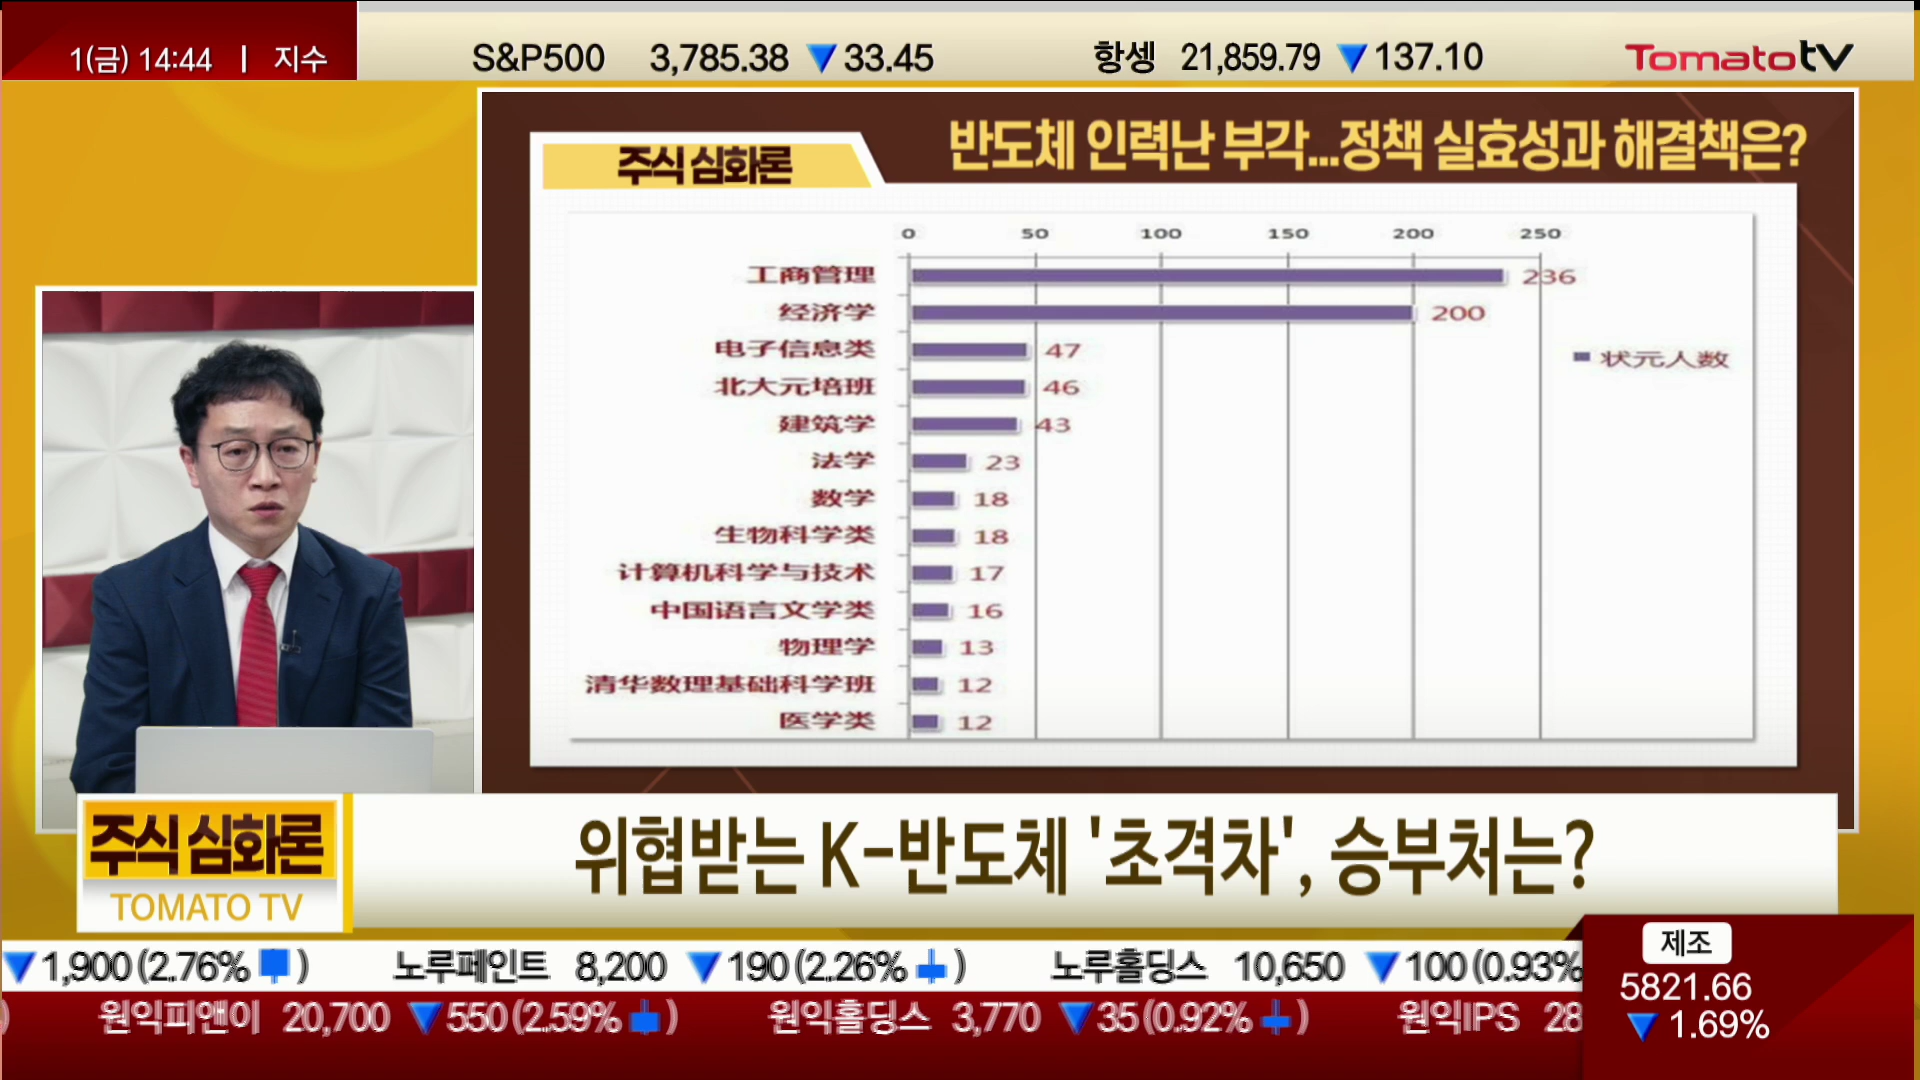 1(금) 14:44 | 지수
S&P500 3,785.38 ▼33.45 항셍 21,859.79 ▼137.10
Tomatotv
반도체 인력난 부각...정책 실효성과 해결책은?
주식 심화론
0 50 100 150 200 250
工商管理 236
经济学 200
电子信息类 47
北大元培班 46
建筑学 43
法学 23
数学 18
生物科学类 18
计算机科学与技术 17
中国语言文学类 16
物理学 13
清华数理基础科学班 12
医学类 12
状元人数
주식 심화론
TOMATO TV
위협받는 K-반도체 '초격차', 승부처는?
▼1,900(2.76% ) 노루페인트 8,200 ▼190(2.26% ) 노루홀딩스 10,650 ▼100(0.93%
) 원익피앤이 20,700 ▼550(2.59% ) 원익홀딩스 3,770 ▼35(0.92% ) 원익IPS 28
제조
5821.66
▼ 1.69%